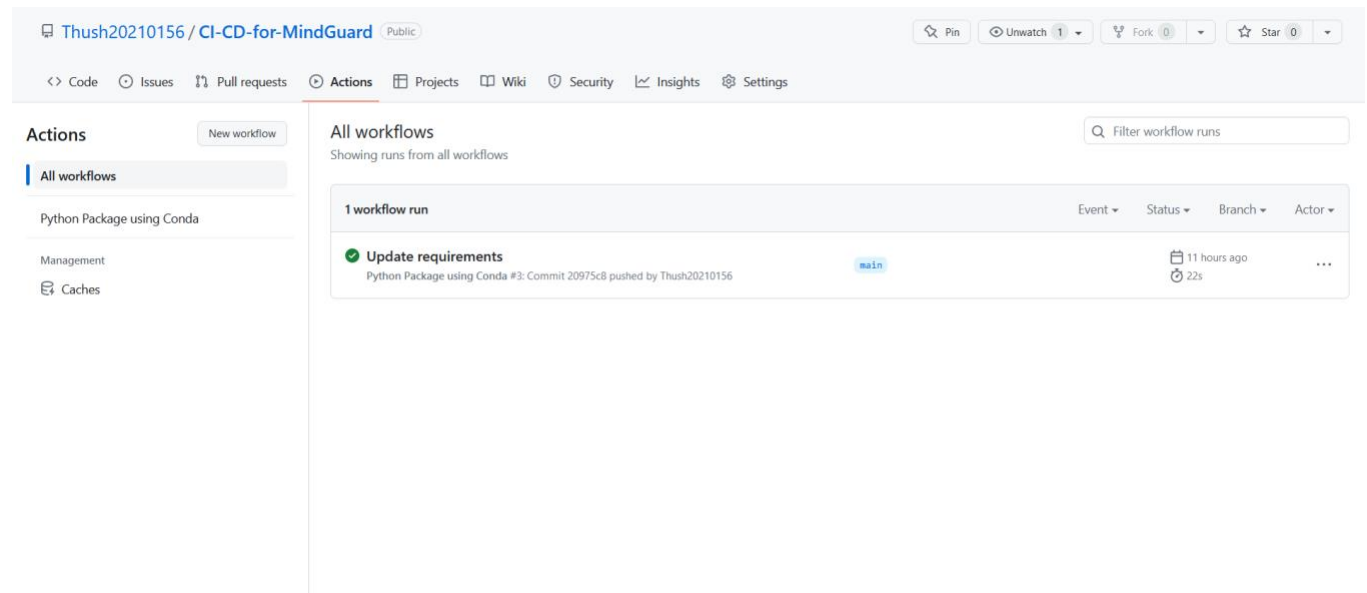 Thush20210156 / CI-CD-for-MindGuard Public
Pin Unwatch 1 Fork 0 Star 0
Code Issues Pull requests Actions Projects Wiki Security Insights Settings
Actions New workflow
All workflows
Python Package using Conda
Management
Caches
All workflows
Showing runs from all workflows
Filter workflow runs
1 workflow run Event Status Branch Actor
Update requirements
Python Package using Conda #3: Commit 20975c8 pushed by Thush20210156
main
11 hours ago
22s